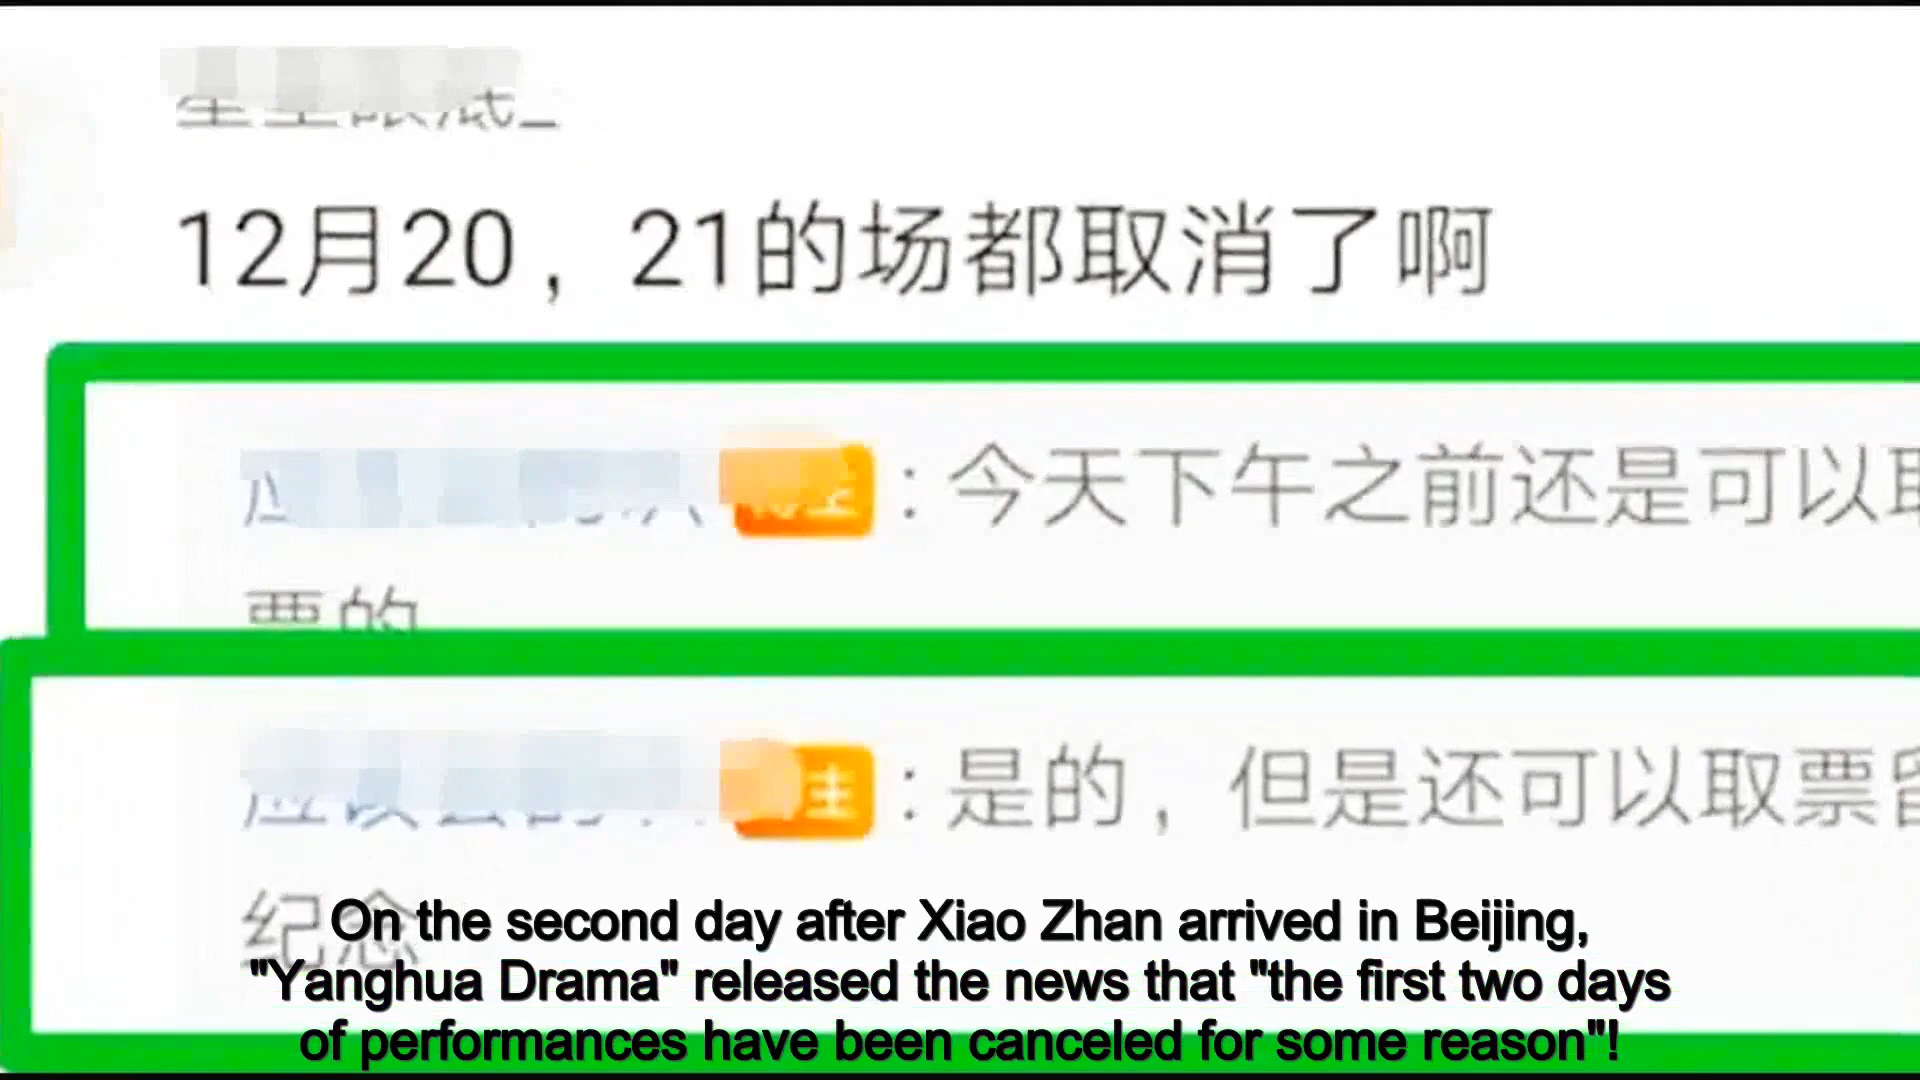 12月20，21的场都取消了啊
：今天下午之前还是可以取
票的
主：是的，但是还可以取票留
纪念
On the second day after Xiao Zhan arrived in Beijing,
"Yanghua Drama" released the news that "the first two days
of performances have been canceled for some reason"!